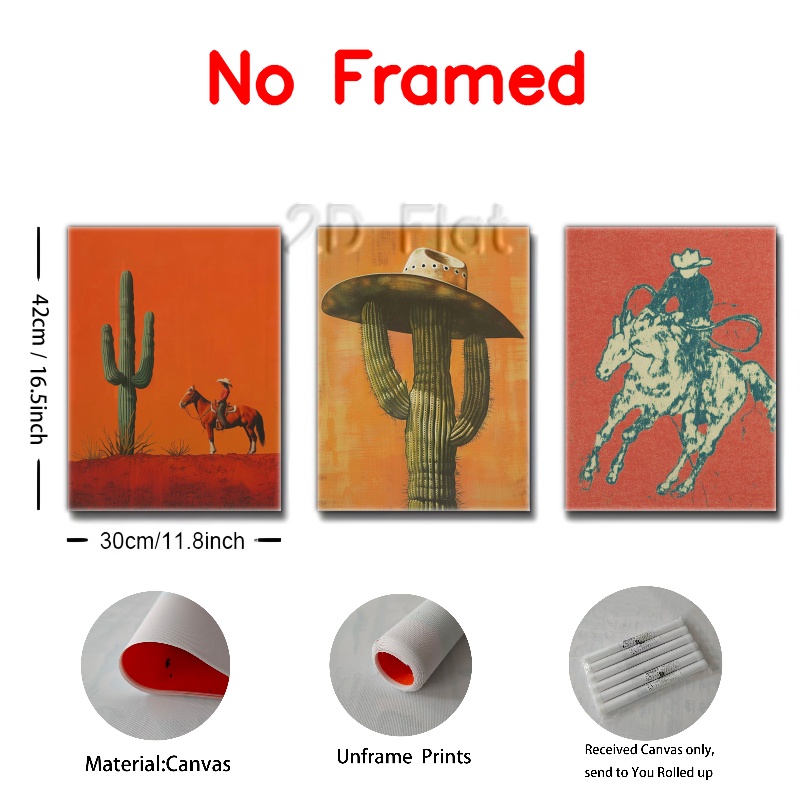 No Framed
2D Flat
42cm / 16.5inch
30cm/11.8inch
Material:Canvas
Unframe Prints
Received Canvas only,
send to You Rolled up